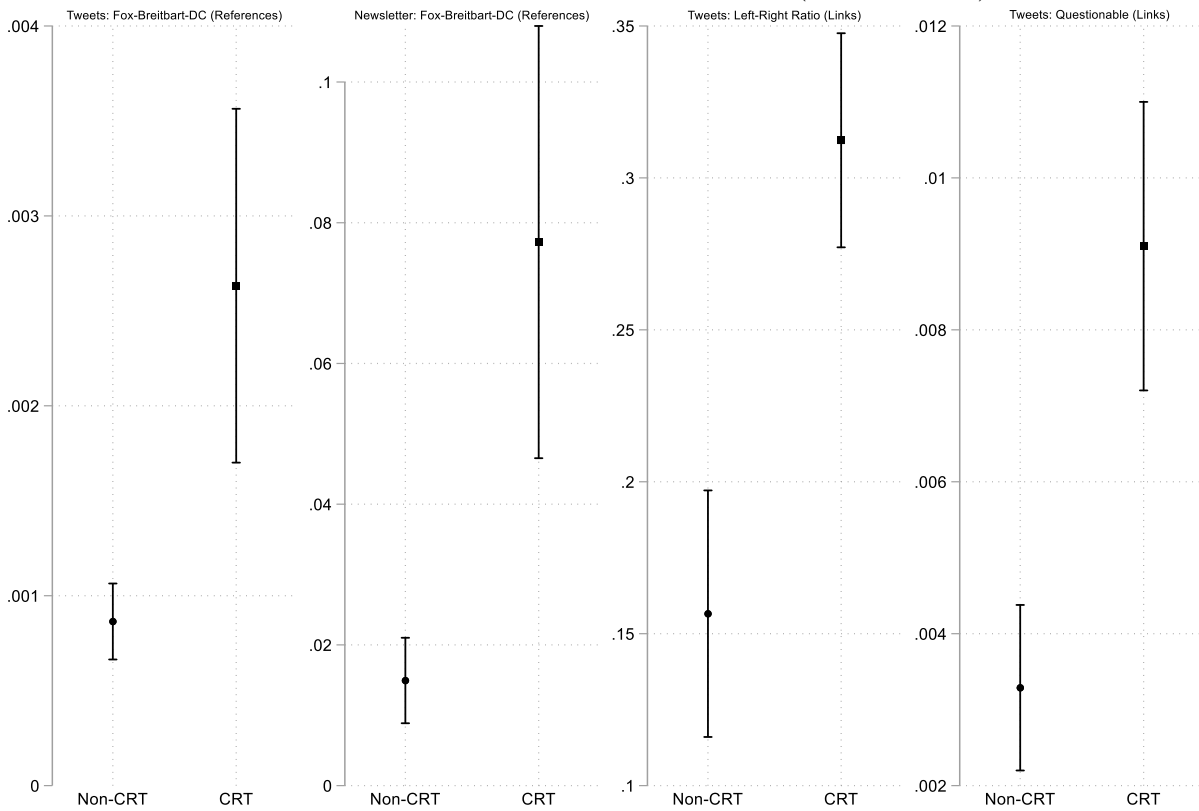 Tweets: Fox-Breitbart-DC (References)
.004
.003
.002
.001
0
Non-CRT CRT
Newsletter: Fox-Breitbart-DC (References)
.1
.08
.06
.04
.02
0
Non-CRT CRT
Tweets: Left-Right Ratio (Links)
.35
.3
.25
.2
.15
.1
Non-CRT CRT
Tweets: Questionable (Links)
.012
.01
.008
.006
.004
.002
Non-CRT CRT